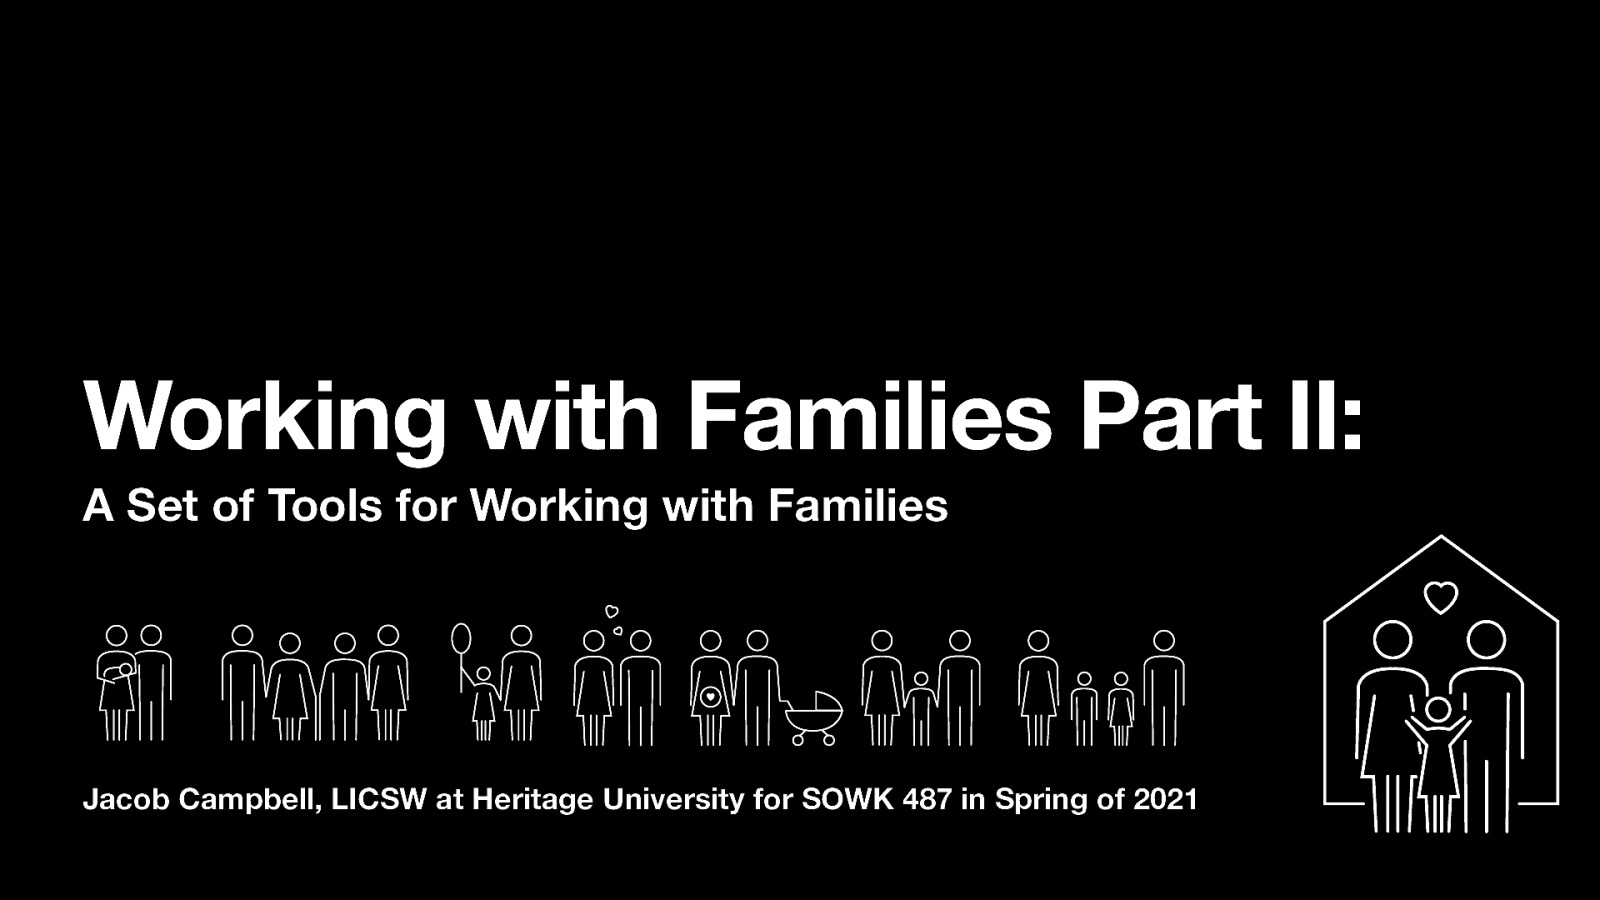 Working with Families Part II:
A Set of Tools for Working with Families
Jacob Campbell, LICSW at Heritage University for SOWK 487 in Spring of 2021